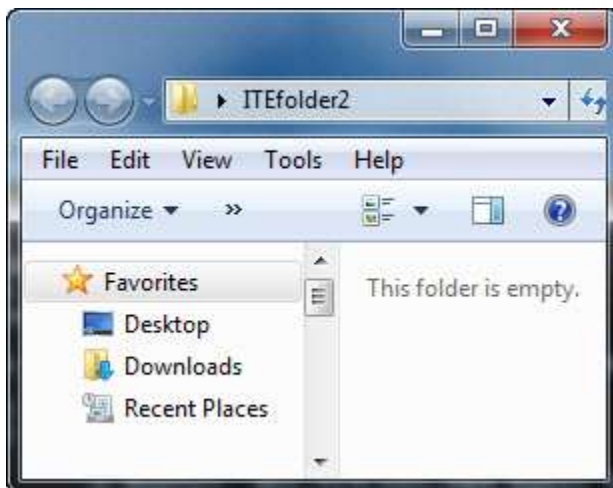 ITEfolder2
File Edit View Tools Help
Organize
Favorites
This folder is empty.
Desktop
Downloads
Recent Places